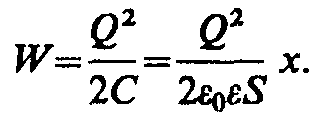 W = Q² / 2C = Q² / 2ε₀εS x.